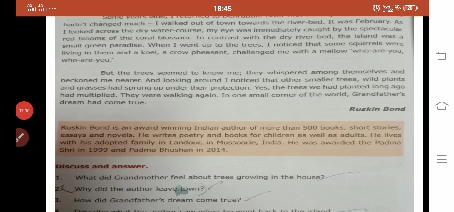 18:45
Some years later, I returned to
hadn't changed much - I walked out of town towards the river-bed. It was February. As
I looked across the dry water-course, my eye was immediately caught by the spectacular
red blooms of the coral blossom. In contrast with the dry river bed, the island was a
small green paradise. When I went up to the trees, I noticed that some squirrels were
living in them and a koel, a crow pheasant, challenged me with a mellow 'who-are-you,
who-are-you.'
But the trees seemed to know me; they whispered among themselves and
beckoned me nearer. And looking around I noticed that other smaller trees, wild plants
and grasses had sprung up under their protection. Yes, the trees we had planted long ago
had multiplied. They were walking again. In one small corner of the world, Grandfather's
dream had come true.
Ruskin Bond
Ruskin Bond is an award winning Indian author of more than 500 books, short stories,
essays and novels. He writes poetry and books for children as well as adults. He lives
with his adopted family in Landour, in Mussoorie, India. He was awarded the Padma
Shri in 1999 and Padma Bhushan in 2014.
Discuss and answer.
1. What did Grandmother feel about trees growing in the house?
2. Why did the author leave town?
3. How did Grandfather's dream come true?